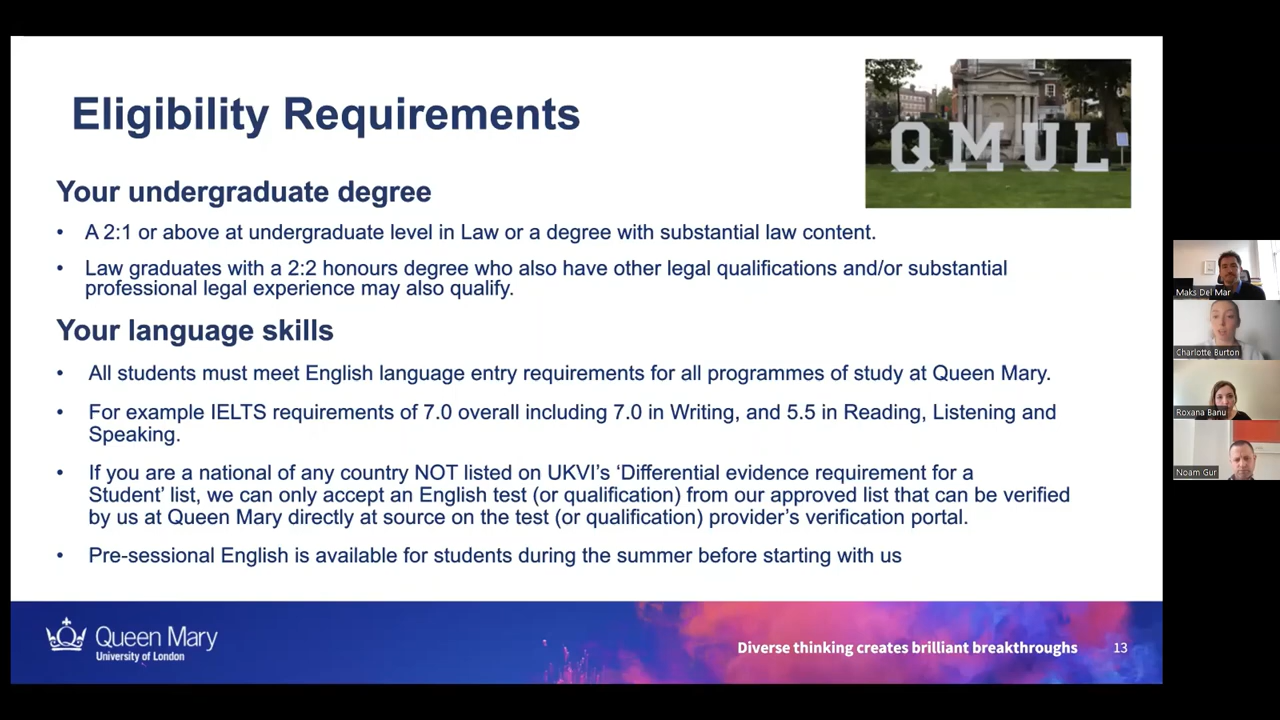 Eligibility Requirements
QMUL
Your undergraduate degree
• A 2:1 or above at undergraduate level in Law or a degree with substantial law content.
• Law graduates with a 2:2 honours degree who also have other legal qualifications and/or substantial
professional legal experience may also qualify.
Your language skills
• All students must meet English language entry requirements for all programmes of study at Queen Mary.
• For example IELTS requirements of 7.0 overall including 7.0 in Writing, and 5.5 in Reading, Listening and
Speaking.
• If you are a national of any country NOT listed on UKVI's ‘Differential evidence requirement for a
Student’ list, we can only accept an English test (or qualification) from our approved list that can be verified
by us at Queen Mary directly at source on the test (or qualification) provider’s verification portal.
• Pre-sessional English is available for students during the summer before starting with us
Queen Mary
University of London
Diverse thinking creates brilliant breakthroughs
13
Maks Del Mar
Charlotte Burton
Roxana Banu
Noam Gur